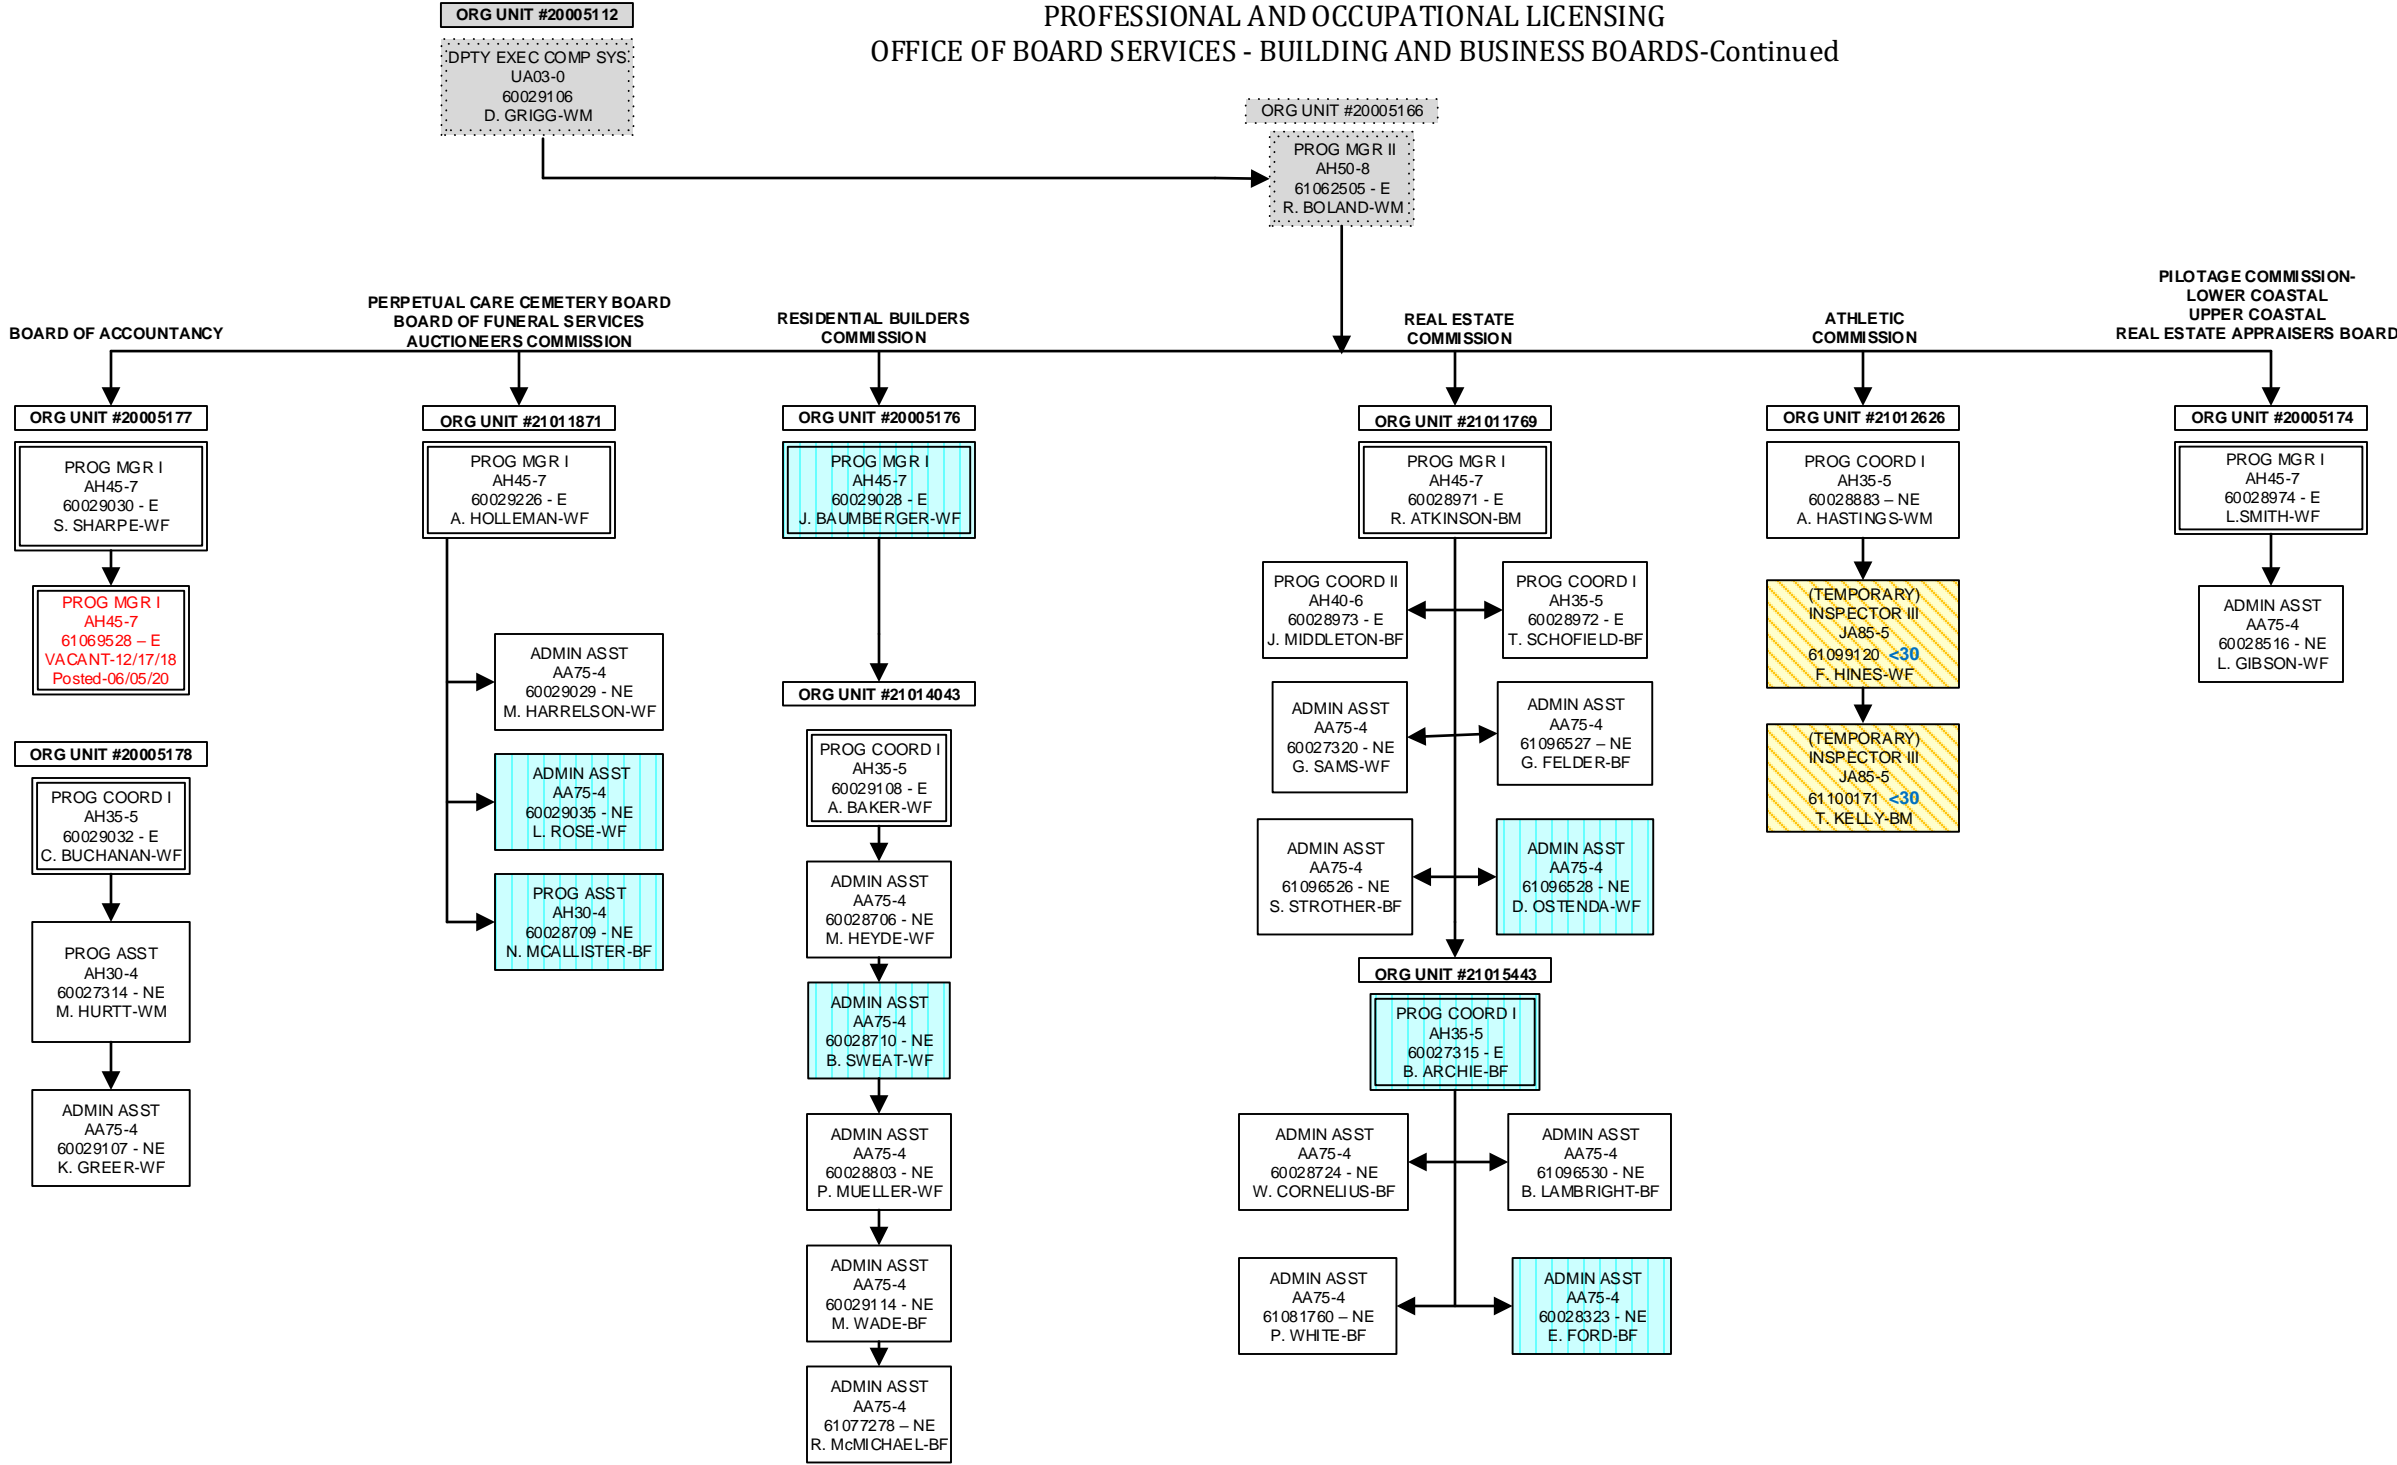 PROFESSIONAL AND OCCUPATIONAL LICENSING
OFFICE OF BOARD SERVICES - BUILDING AND BUSINESS BOARDS-Continued
ORG UNIT #20005112
DPTY EXEC COMP SYS
UA03-0
60029106
D. GRIGG-WM
ORG UNIT #20005166
PROG MGR II
AH50-8
61062505 - E
R. BOLAND-WM
BOARD OF ACCOUNTANCY
ORG UNIT #20005177
PROG MGR I
AH45-7
60029030 - E
S. SHARPE-WF
PROG MGR I
AH45-7
61069528 – E
VACANT-12/17/18
Posted-06/05/20
ORG UNIT #20005178
PROG COORD I
AH35-5
60029032 - E
C. BUCHANAN-WF
PROG ASST
AH30-4
60027314 - NE
M. HURTT-WM
ADMIN ASST
AA75-4
60029107 - NE
K. GREER-WF
PERPETUAL CARE CEMETERY BOARD
BOARD OF FUNERAL SERVICES
AUCTIONEERS COMMISSION
ORG UNIT #21011871
PROG MGR I
AH45-7
60029226 - E
A. HOLLEMAN-WF
ADMIN ASST
AA75-4
60029029 - NE
M. HARRELSON-WF
ADMIN ASST
AA75-4
60029035 - NE
L. ROSE-WF
PROG ASST
AH30-4
60028709 - NE
N. MCALLISTER-BF
RESIDENTIAL BUILDERS
COMMISSION
ORG UNIT #20005176
PROG MGR I
AH45-7
60029028 - E
J. BAUMBERGER-WF
ORG UNIT #21014043
PROG COORD I
AH35-5
60029108 - E
A. BAKER-WF
ADMIN ASST
AA75-4
60028706 - NE
M. HEYDE-WF
ADMIN ASST
AA75-4
60028710 - NE
B. SWEAT-WF
ADMIN ASST
AA75-4
60028803 - NE
P. MUELLER-WF
ADMIN ASST
AA75-4
60029114 - NE
M. WADE-BF
ADMIN ASST
AA75-4
61077278 – NE
R. McMICHAEL-BF
REAL ESTATE
COMMISSION
ORG UNIT #21011769
PROG MGR I
AH45-7
60028971 - E
R. ATKINSON-BM
PROG COORD II
AH40-6
60028973 - E
J. MIDDLETON-BF
PROG COORD I
AH35-5
60028972 - E
T. SCHOFIELD-BF
ADMIN ASST
AA75-4
60027320 - NE
G. SAMS-WF
ADMIN ASST
AA75-4
61096527 – NE
G. FELDER-BF
ADMIN ASST
AA75-4
61096526 - NE
S. STROTHER-BF
ADMIN ASST
AA75-4
61096528 - NE
D. OSTENDA-WF
ORG UNIT #21015443
PROG COORD I
AH35-5
60027315 - E
B. ARCHIE-BF
ADMIN ASST
AA75-4
60028724 - NE
W. CORNELIUS-BF
ADMIN ASST
AA75-4
61096530 - NE
B. LAMBRIGHT-BF
ADMIN ASST
AA75-4
61081760 – NE
P. WHITE-BF
ADMIN ASST
AA75-4
60028323 - NE
E. FORD-BF
ATHLETIC
COMMISSION
ORG UNIT #21012626
PROG COORD I
AH35-5
60028883 – NE
A. HASTINGS-WM
(TEMPORARY)
INSPECTOR III
JA85-5
61099120 <30
F. HINES-WF
(TEMPORARY)
INSPECTOR III
JA85-5
61100171 <30
T. KELLY-BM
PILOTAGE COMMISSION-
LOWER COASTAL
UPPER COASTAL
REAL ESTATE APPRAISERS BOARD
ORG UNIT #20005174
PROG MGR I
AH45-7
60028974 - E
L.SMITH-WF
ADMIN ASST
AA75-4
60028516 - NE
L. GIBSON-WF